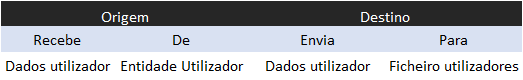 Origem Destino
Recebe De Envia Para
Dados utilizador Entidade Utilizador Dados utilizador Ficheiro utilizadores